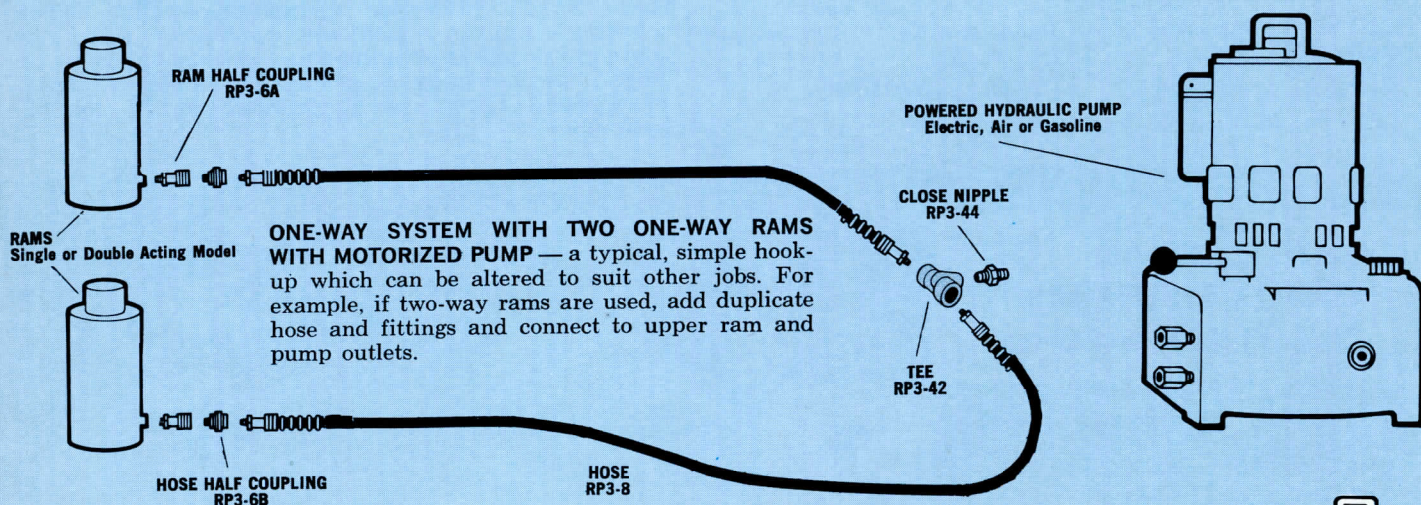 RAM HALF COUPLING
RP3-6A
POWERED HYDRAULIC PUMP
Electric, Air or Gasoline
CLOSE NIPPLE
RP3-44
RAMS
Single or Double Acting Model
ONE-WAY SYSTEM WITH TWO ONE-WAY RAMS
WITH MOTORIZED PUMP — a typical, simple hook-
up which can be altered to suit other jobs. For
example, if two-way rams are used, add duplicate
hose and fittings and connect to upper ram and
pump outlets.
TEE
RP3-42
HOSE
RP3-8
HOSE HALF COUPLING
RP3-6B